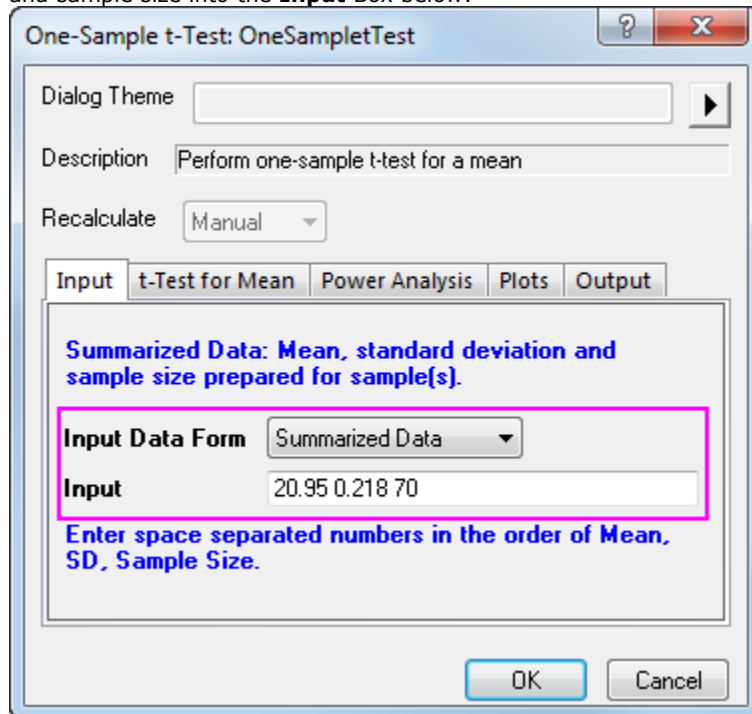 and sample size into the Input Box below.
One-Sample t-Test: OneSampletTest
Dialog Theme
Description Perform one-sample t-test for a mean
Recalculate Manual
Input t-Test for Mean Power Analysis Plots Output
Summarized Data: Mean, standard deviation and
sample size prepared for sample(s).
Input Data Form Summarized Data
Input 20.95 0.218 70
Enter space separated numbers in the order of Mean,
SD, Sample Size.
OK Cancel